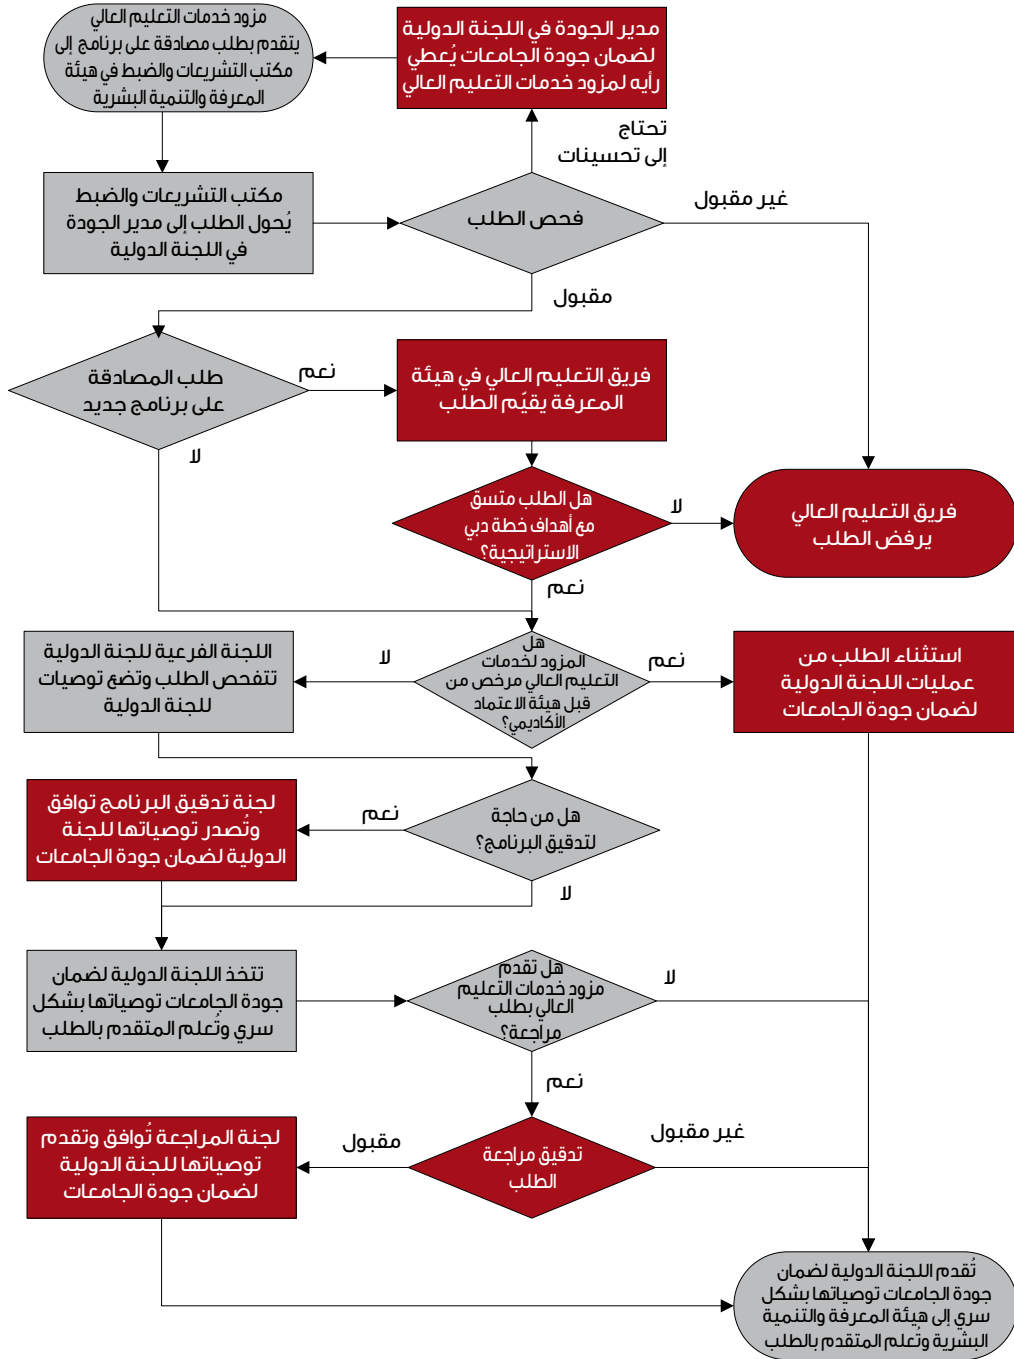 مزود خدمات التعليم العالي
يتقدم بطلب مصادقة على برنامج إلى
مكتب التشريعات والضبط في هيئة
المعرفة والتنمية البشرية
مدير الجودة في اللجنة الدولية
لضمان جودة الجامعات يُعطي
رأيه لمزود خدمات التعليم العالي
تحتاج
إلى تحسينات
مكتب التشريعات والضبط
يُحول الطلب إلى مدير الجودة
في اللجنة الدولية
فحص الطلب
غير مقبول
مقبول
طلب المصادقة
على برنامج جديد
نعم
لا
فريق التعليم العالي في هيئة
المعرفة يقيّم الطلب
هل الطلب متسق
مع أهداف خطة دبي
الاستراتيجية؟
لا
نعم
فريق التعليم العالي
يرفض الطلب
هل
المزود لخدمات
التعليم العالي مرخص من
قبل هيئة الاعتماد
الأكاديمي؟
نعم
لا
استثناء الطلب من
عمليات اللجنة الدولية
لضمان جودة الجامعات
اللجنة الفرعية للجنة الدولية
تتفحص الطلب وتضع توصيات
للجنة الدولية
هل من حاجة
لتدقيق البرنامج؟
نعم
لا
لجنة تدقيق البرنامج توافق
وتُصدر توصياتها للجنة
الدولية لضمان جودة الجامعات
تتخذ اللجنة الدولية لضمان
جودة الجامعات توصياتها بشكل
سري وتُعلم المتقدم بالطلب
هل تقدم
مزود خدمات التعليم
العالي بطلب
مراجعة؟
لا
نعم
تدقيق مراجعة
الطلب
غير مقبول
مقبول
لجنة المراجعة تُوافق وتقدم
توصياتها للجنة الدولية
لضمان جودة الجامعات
تُقدم اللجنة الدولية لضمان
جودة الجامعات توصياتها بشكل
سري إلى هيئة المعرفة والتنمية
البشرية وتُعلم المتقدم بالطلب